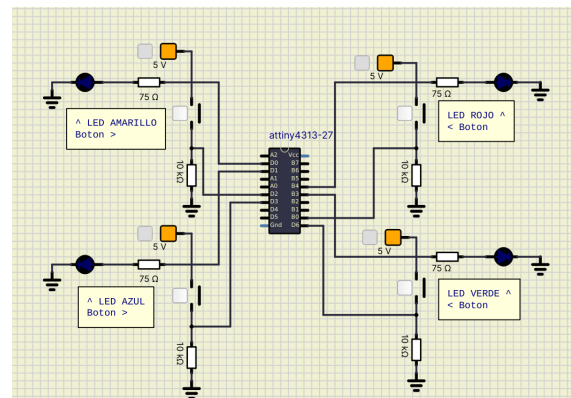 5 V
75 Ω
^ LED AMARILLO
Boton >
10 kΩ
5 V
75 Ω
LED ROJO ^
< Boton
10 kΩ
attiny4313-27
A2 Vcc
D0 B7
D1 B6
A1 B5
A0 B4
D2 B3
D3 B2
D4 B1
D5 B0
Gnd D6
5 V
75 Ω
^ LED AZUL
Boton >
10 kΩ
5 V
75 Ω
LED VERDE ^
< Boton
10 kΩ